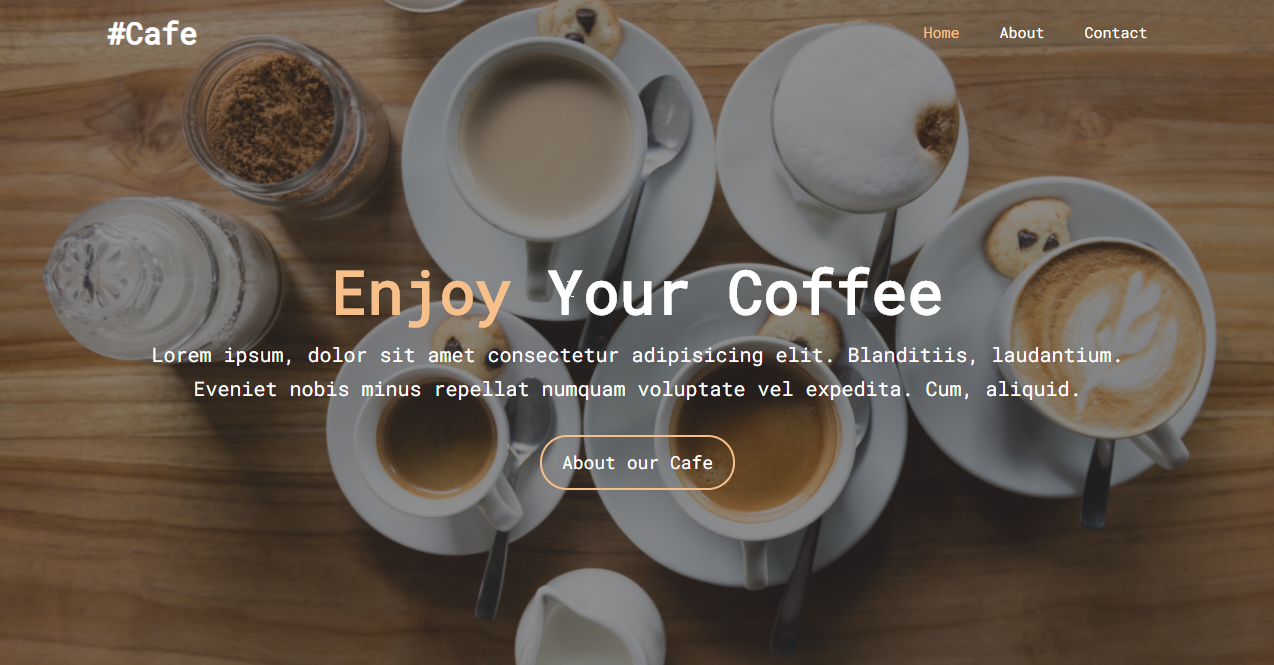 #Cafe
Home About Contact
Enjoy Your Coffee
Lorem ipsum, dolor sit amet consectetur adipisicing elit. Blanditiis, laudantium.
Eveniet nobis minus repellat numquam voluptate vel expedita. Cum, aliquid.
About our Cafe